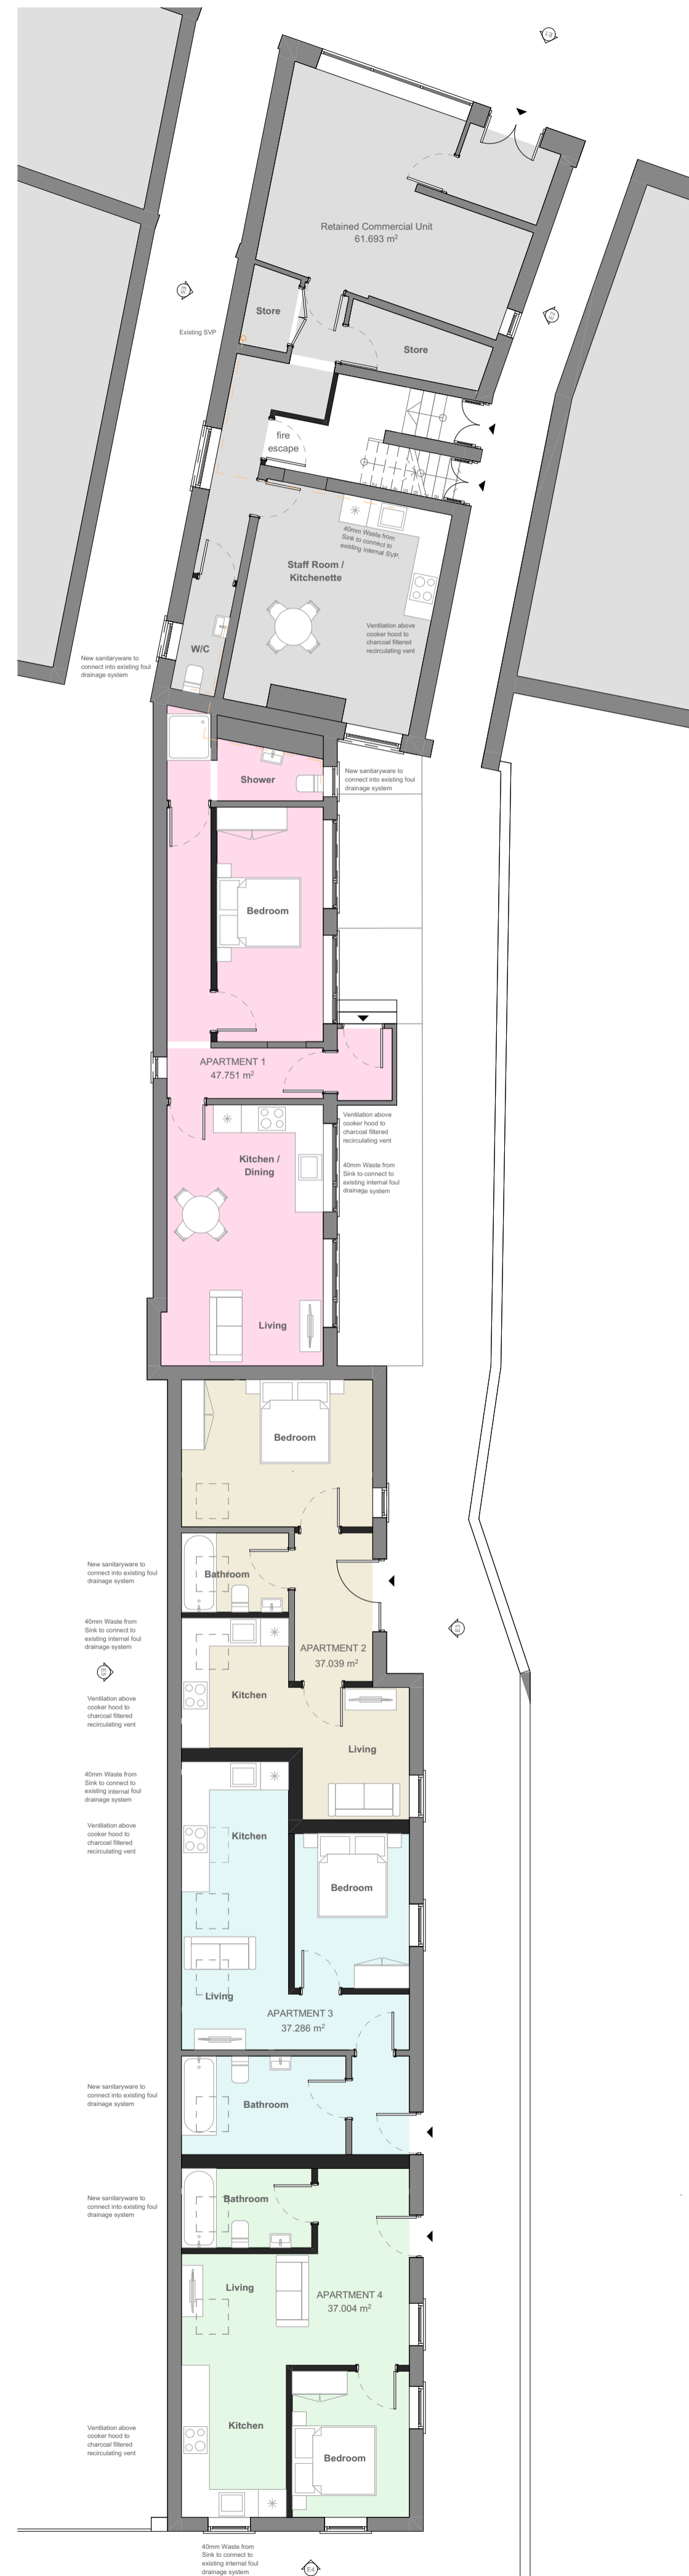 Retained Commercial Unit
61.693 m²
Store
Existing SVP
Store
fire
escape
40mm Waste from
Sink to connect to
existing internal SVP.
Staff Room /
Kitchenette
Ventilation above
cooker hood to
charcoal filtered
recirculating vent
W/C
New sanitaryware to
connect into existing foul
drainage system
Shower
New sanitaryware to
connect into existing foul
drainage system
Bedroom
APARTMENT 1
47.751 m²
Ventilation above
cooker hood to
charcoal filtered
recirculating vent
Kitchen /
Dining
40mm Waste from
Sink to connect to
existing internal foul
drainage system
Living
Bedroom
New sanitaryware to
connect into existing foul
drainage system
Bathroom
40mm Waste from
Sink to connect to
existing internal foul
drainage system
APARTMENT 2
37.039 m²
Ventilation above
cooker hood to
charcoal filtered
recirculating vent
Kitchen
Living
40mm Waste from
Sink to connect to
existing internal foul
drainage system
Ventilation above
cooker hood to
charcoal filtered
recirculating vent
Kitchen
Bedroom
Living
APARTMENT 3
37.286 m²
New sanitaryware to
connect into existing foul
drainage system
Bathroom
New sanitaryware to
connect into existing foul
drainage system
Bathroom
Living
APARTMENT 4
37.004 m²
Ventilation above
cooker hood to
charcoal filtered
recirculating vent
Kitchen
Bedroom
40mm Waste from
Sink to connect to
existing internal foul
drainage system
E4